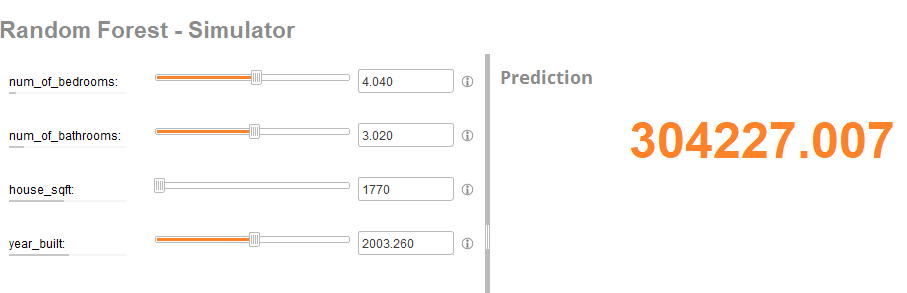 Random Forest - Simulator
num_of_bedrooms: 4.040
num_of_bathrooms: 3.020
house_sqft: 1770
year_built: 2003.260
Prediction
304227.007